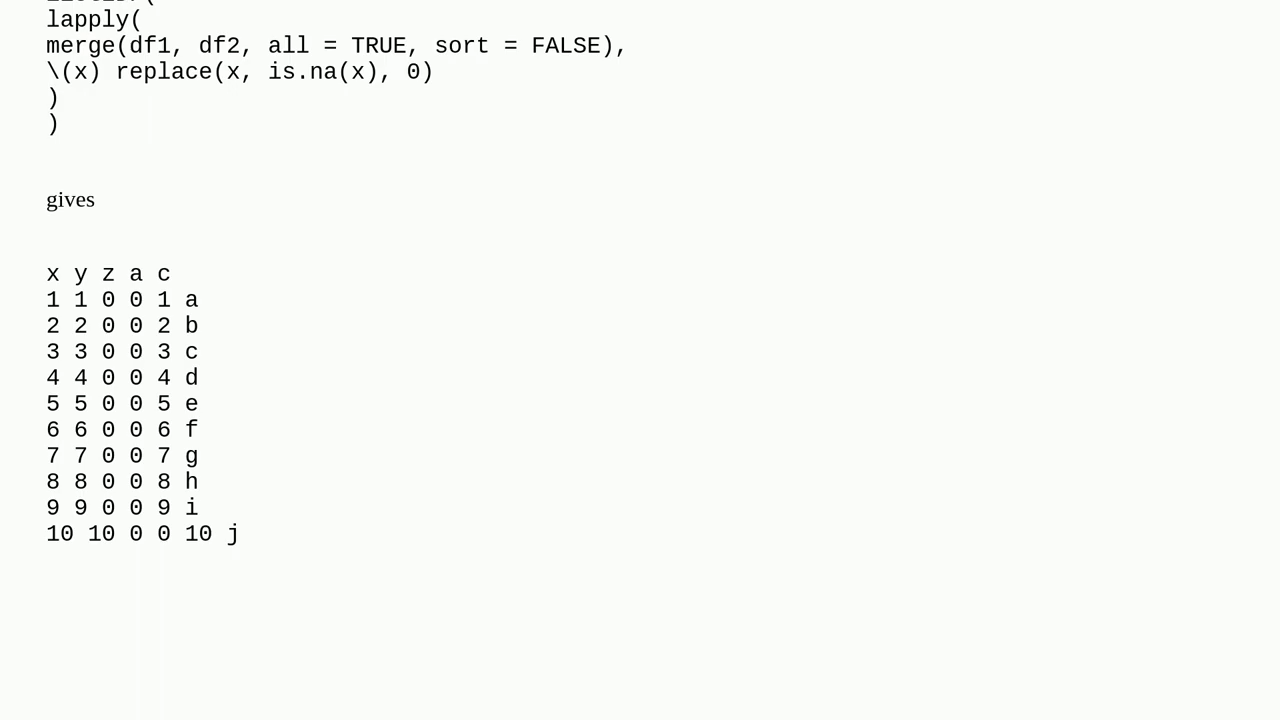 lapply(
merge(df1, df2, all = TRUE, sort = FALSE),
\(x) replace(x, is.na(x), 0)
)
)
gives
x y z a c
1 1 0 0 1 a
2 2 0 0 2 b
3 3 0 0 3 c
4 4 0 0 4 d
5 5 0 0 5 e
6 6 0 0 6 f
7 7 0 0 7 g
8 8 0 0 8 h
9 9 0 0 9 i
10 10 0 0 10 j